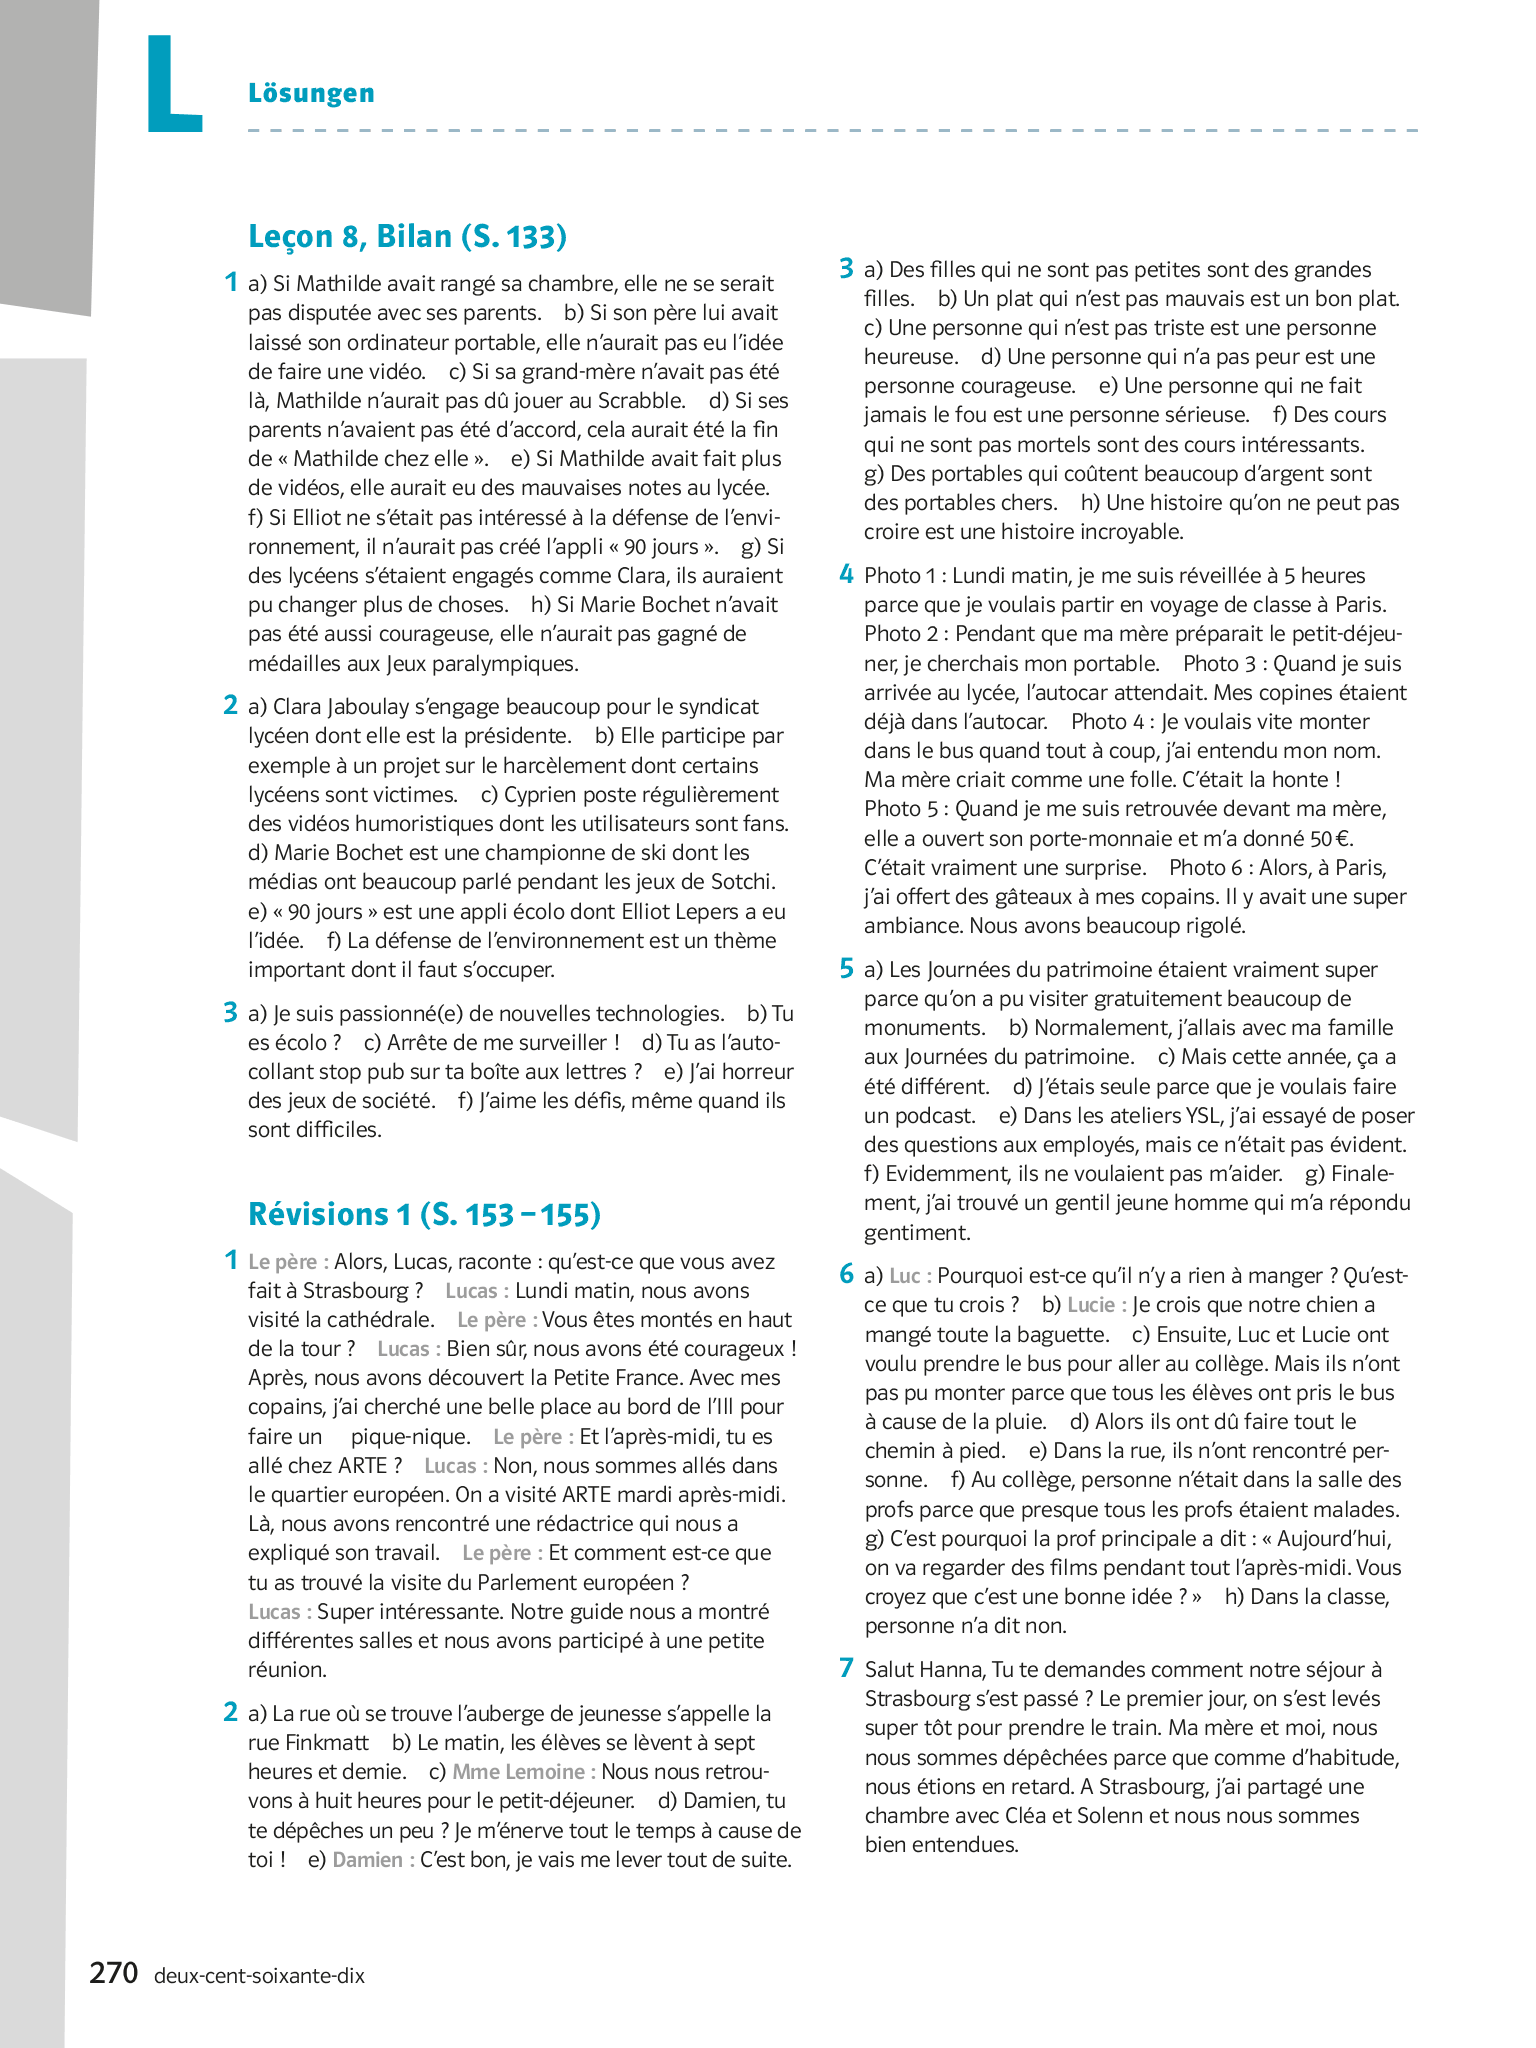 L
Lösungen
Leçon 8, Bilan (S. 133)
1 a) Si Mathilde avait rangé sa chambre, elle ne se serait
pas disputée avec ses parents. b) Si son père lui avait
laissé son ordinateur portable, elle n’aurait pas eu l’idée
de faire une vidéo. c) Si sa grand-mère n’avait pas été
là, Mathilde n’aurait pas dû jouer au Scrabble. d) Si ses
parents n’avaient pas été d’accord, cela aurait été la fin
de « Mathilde chez elle ». e) Si Mathilde avait fait plus
de vidéos, elle aurait eu des mauvaises notes au lycée.
f) Si Elliot ne s’était pas intéressé à la défense de l’envi-
ronnement, il n’aurait pas créé l’appli « 90 jours ». g) Si
des lycéens s’étaient engagés comme Clara, ils auraient
pu changer plus de choses. h) Si Marie Bochet n’avait
pas été aussi courageuse, elle n’aurait pas gagné de
médailles aux Jeux paralympiques.
2 a) Clara Jaboulay s’engage beaucoup pour le syndicat
lycéen dont elle est la présidente. b) Elle participe par
exemple à un projet sur le harcèlement dont certains
lycéens sont victimes. c) Cyprien poste régulièrement
des vidéos humoristiques dont les utilisateurs sont fans.
d) Marie Bochet est une championne de ski dont les
médias ont beaucoup parlé pendant les jeux de Sotchi.
e) « 90 jours » est une appli écolo dont Elliot Lepers a eu
l’idée. f) La défense de l’environnement est un thème
important dont il faut s’occuper.
3 a) Je suis passionné(e) de nouvelles technologies. b) Tu
es écolo ? c) Arrête de me surveiller ! d) Tu as l’auto-
collant stop pub sur ta boîte aux lettres ? e) J’ai horreur
des jeux de société. f) J’aime les défis, même quand ils
sont difficiles.
Révisions 1 (S. 153 – 155)
1 Le père : Alors, Lucas, raconte : qu’est-ce que vous avez
fait à Strasbourg ? Lucas : Lundi matin, nous avons
visité la cathédrale. Le père : Vous êtes montés en haut
de la tour ? Lucas : Bien sûr, nous avons été courageux !
Après, nous avons découvert la Petite France. Avec mes
copains, j’ai cherché une belle place au bord de l’Ill pour
faire un pique-nique. Le père : Et l’après-midi, tu es
allé chez ARTE ? Lucas : Non, nous sommes allés dans
le quartier européen. On a visité ARTE mardi après-midi.
Là, nous avons rencontré une rédactrice qui nous a
expliqué son travail. Le père : Et comment est-ce que
tu as trouvé la visite du Parlement européen ?
Lucas : Super intéressante. Notre guide nous a montré
différentes salles et nous avons participé à une petite
réunion.
2 a) La rue où se trouve l’auberge de jeunesse s’appelle la
rue Finkmatt b) Le matin, les élèves se lèvent à sept
heures et demie. c) Mme Lemoine : Nous nous retrou-
vons à huit heures pour le petit-déjeuner. d) Damien, tu
te dépêches un peu ? Je m’énerve tout le temps à cause de
toi ! e) Damien : C’est bon, je vais me lever tout de suite.
3 a) Des filles qui ne sont pas petites sont des grandes
filles. b) Un plat qui n’est pas mauvais est un bon plat.
c) Une personne qui n’est pas triste est une personne
heureuse. d) Une personne qui n’a pas peur est une
personne courageuse. e) Une personne qui ne fait
jamais le fou est une personne sérieuse. f) Des cours
qui ne sont pas mortels sont des cours intéressants.
g) Des portables qui coûtent beaucoup d’argent sont
des portables chers. h) Une histoire qu’on ne peut pas
croire est une histoire incroyable.
4 Photo 1 : Lundi matin, je me suis réveillée à 5 heures
parce que je voulais partir en voyage de classe à Paris.
Photo 2 : Pendant que ma mère préparait le petit-déjeu-
ner, je cherchais mon portable. Photo 3 : Quand je suis
arrivée au lycée, l’autocar attendait. Mes copines étaient
déjà dans l’autocar. Photo 4 : Je voulais vite monter
dans le bus quand tout à coup, j’ai entendu mon nom.
Ma mère criait comme une folle. C’était la honte !
Photo 5 : Quand je me suis retrouvée devant ma mère,
elle a ouvert son porte-monnaie et m’a donné 50 €.
C’était vraiment une surprise. Photo 6 : Alors, à Paris,
j’ai offert des gâteaux à mes copains. Il y avait une super
ambiance. Nous avons beaucoup rigolé.
5 a) Les Journées du patrimoine étaient vraiment super
parce qu’on a pu visiter gratuitement beaucoup de
monuments. b) Normalement, j’allais avec ma famille
aux Journées du patrimoine. c) Mais cette année, ça a
été différent. d) J’étais seule parce que je voulais faire
un podcast. e) Dans les ateliers YSL, j’ai essayé de poser
des questions aux employés, mais ce n’était pas évident.
f) Evidemment, ils ne voulaient pas m’aider. g) Finale-
ment, j’ai trouvé un gentil jeune homme qui m’a répondu
gentiment.
6 a) Luc : Pourquoi est-ce qu’il n’y a rien à manger ? Qu’est-
ce que tu crois ? b) Lucie : Je crois que notre chien a
mangé toute la baguette. c) Ensuite, Luc et Lucie ont
voulu prendre le bus pour aller au collège. Mais ils n’ont
pas pu monter parce que tous les élèves ont pris le bus
à cause de la pluie. d) Alors ils ont dû faire tout le
chemin à pied. e) Dans la rue, ils n’ont rencontré per-
sonne. f) Au collège, personne n’était dans la salle des
profs parce que presque tous les profs étaient malades.
g) C’est pourquoi la prof principale a dit : « Aujourd’hui,
on va regarder des films pendant tout l’après-midi. Vous
croyez que c’est une bonne idée ? » h) Dans la classe,
personne n’a dit non.
7 Salut Hanna, Tu te demandes comment notre séjour à
Strasbourg s’est passé ? Le premier jour, on s’est levés
super tôt pour prendre le train. Ma mère et moi, nous
nous sommes dépêchées parce que comme d’habitude,
nous étions en retard. A Strasbourg, j’ai partagé une
chambre avec Cléa et Solenn et nous nous sommes
bien entendues.
270 deux-cent-soixante-dix